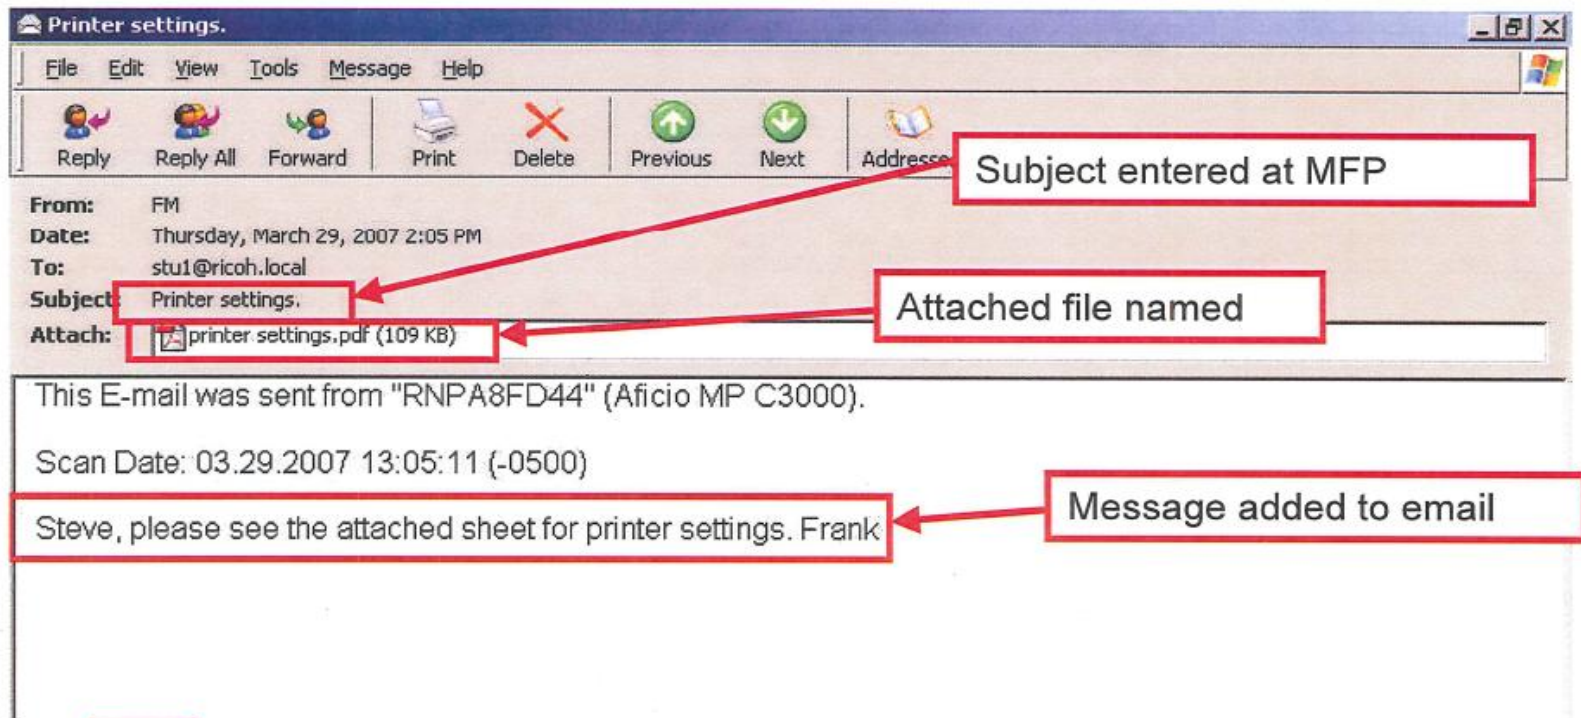 Printer settings.
File Edit View Tools Message Help
Reply Reply All Forward Print Delete Previous Next
Subject entered at MFP
From: FM
Date: Thursday, March 29, 2007 2:05 PM
To: stu1@ricoh.local
Subject: Printer settings.
Attached file named
Attach: printer settings.pdf (109 KB)
This E-mail was sent from "RNPA8FD44" (Aficio MP C3000).
Scan Date: 03.29.2007 13:05:11 (-0500)
Message added to email
Steve, please see the attached sheet for printer settings. Frank